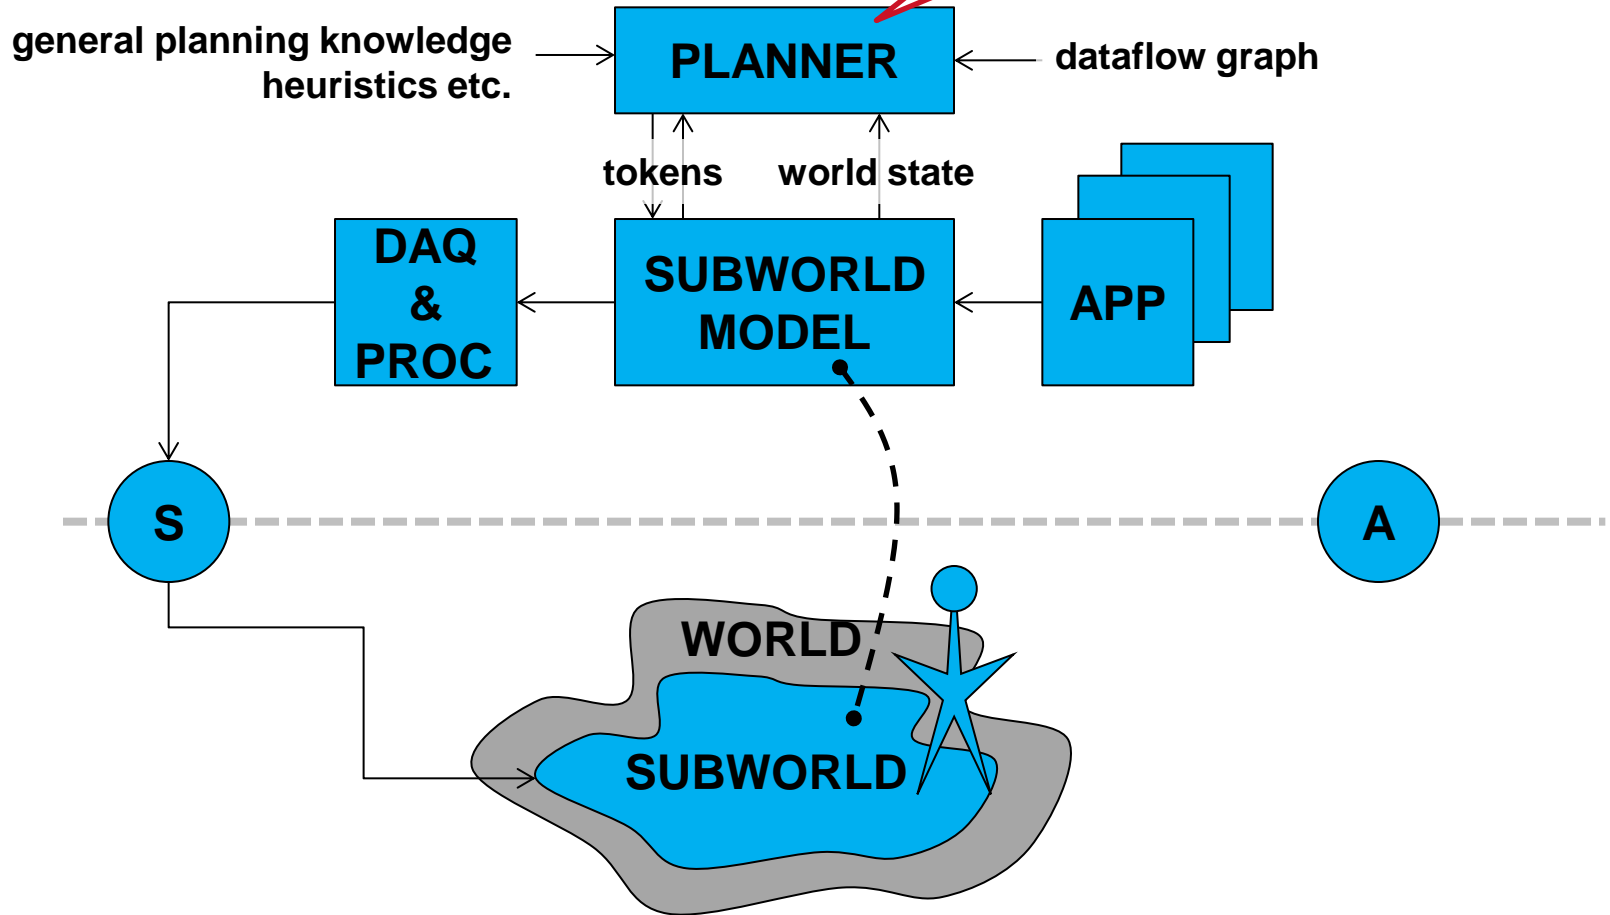 general planning knowledge
heuristics etc.
PLANNER
dataflow graph
tokens
world state
DAQ
&
PROC
SUBWORLD
MODEL
APP
S
A
WORLD
SUBWORLD